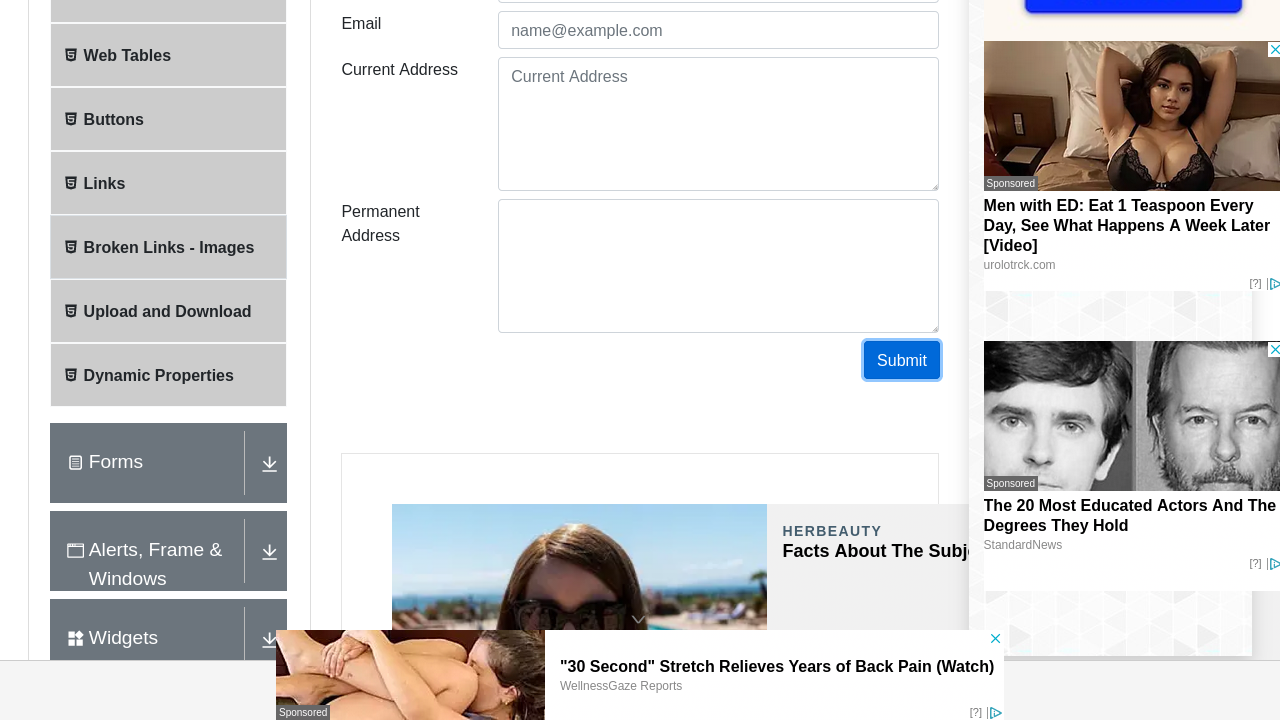 Web Tables
Buttons
Links
Broken Links - Images
Upload and Download
Dynamic Properties
Forms
Alerts, Frame &
Windows
Widgets
Email
name@example.com
Current Address
Current Address
Permanent
Address
Submit
HERBEAUTY
Facts About The Subje
Sponsored
"30 Second" Stretch Relieves Years of Back Pain (Watch)
WellnessGaze Reports
[?]
Sponsored
Men with ED: Eat 1 Teaspoon Every
Day, See What Happens A Week Later
[Video]
urolotrck.com
[?]
Sponsored
The 20 Most Educated Actors And The
Degrees They Hold
StandardNews
[?]